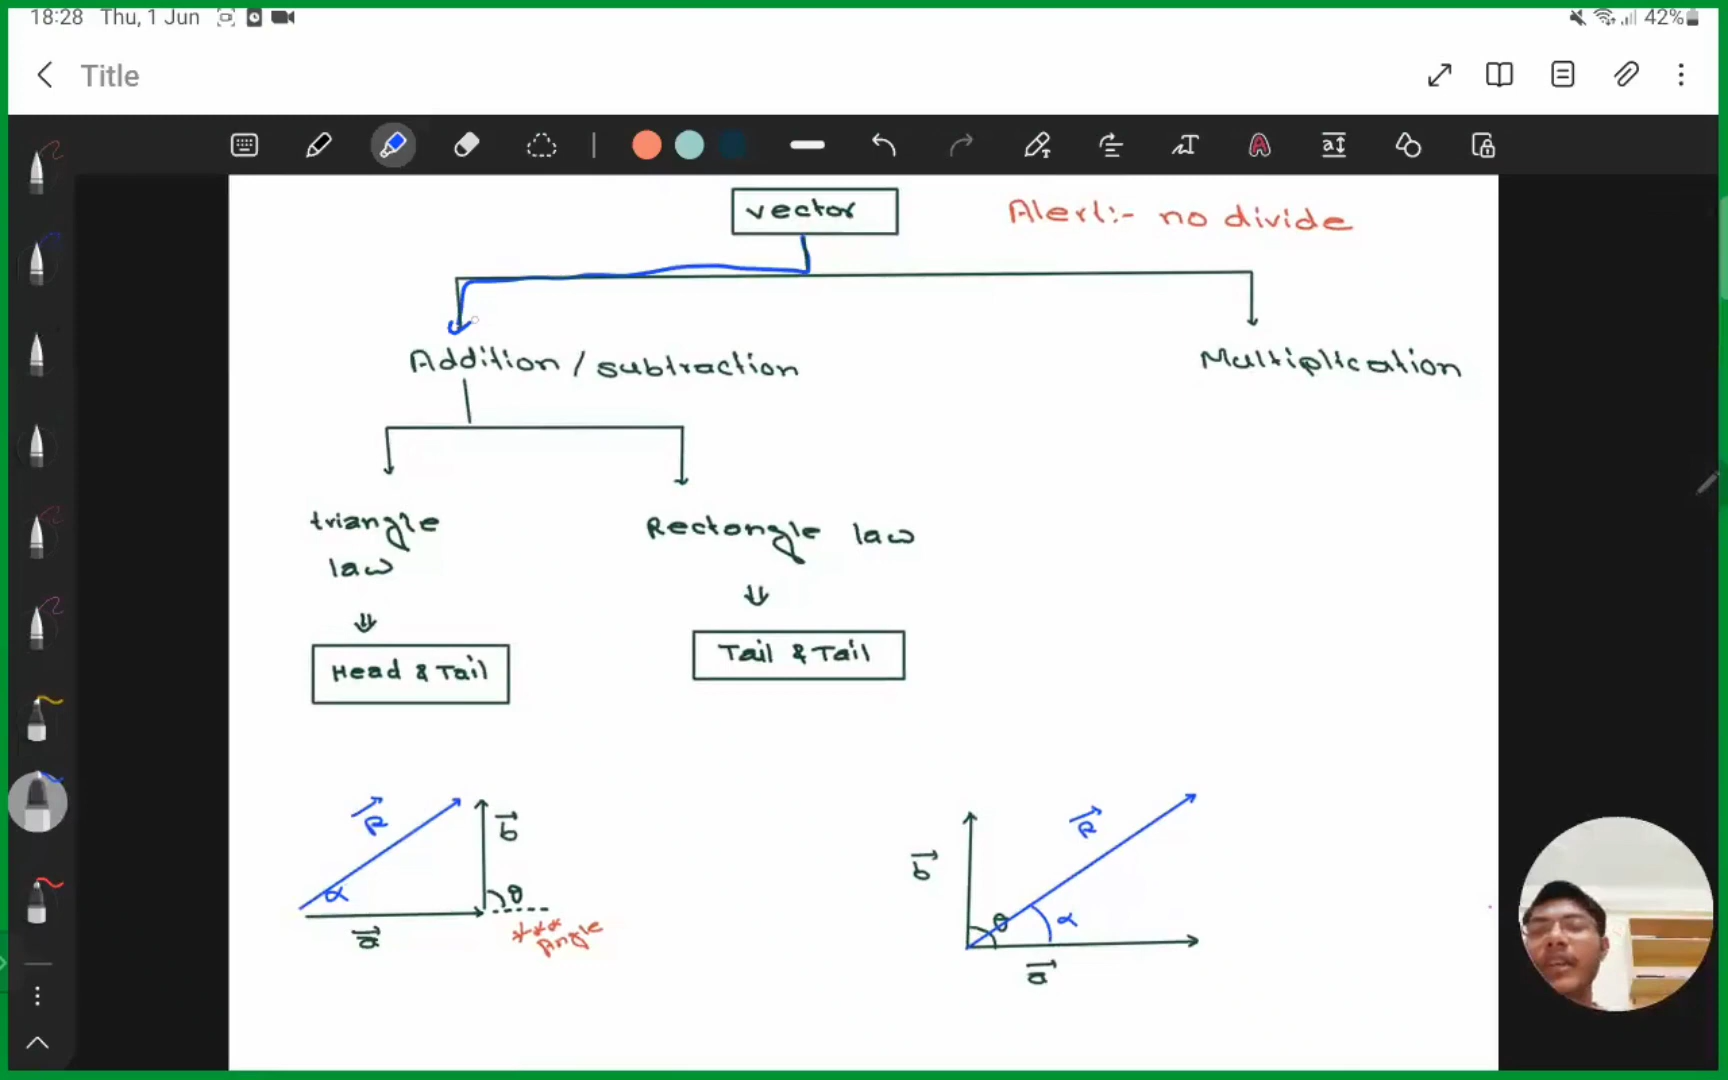 18:28 Thu, 1 Jun
42%
Title
vector
Alert:- no divide
Addition / subtraction
Multiplication
triangle
law
Rectongle law
Head & Tail
Tail & Tail
R
b
α
θ
a
*** Angle
R
b
θ
α
a